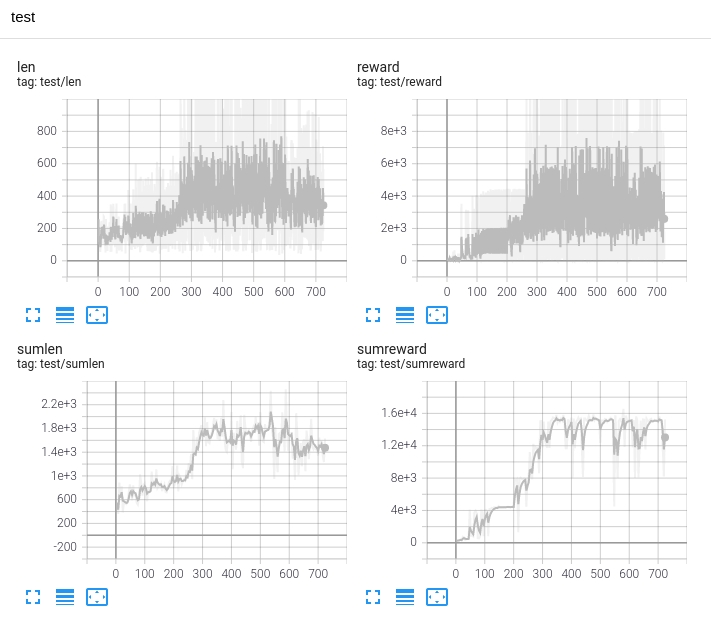 test
len
tag: test/len
800
600
400
200
0
0 100 200 300 400 500 600 700
reward
tag: test/reward
8e+3
6e+3
4e+3
2e+3
0
0 100 200 300 400 500 600 700
sumlen
tag: test/sumlen
2.2e+3
1.8e+3
1.4e+3
1e+3
600
200
-200
0 100 200 300 400 500 600 700
sumreward
tag: test/sumreward
1.6e+4
1.2e+4
8e+3
4e+3
0
0 100 200 300 400 500 600 700